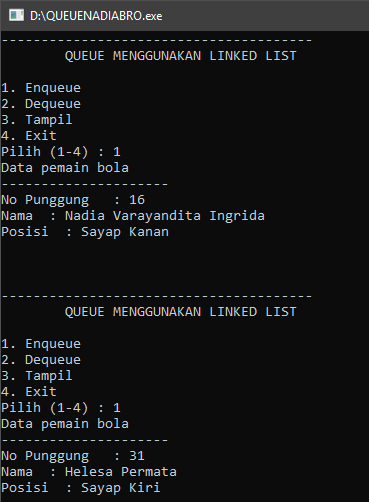 D:\QUEUENADIABRO.exe
---------------------------------------
QUEUE MENGGUNAKAN LINKED LIST
1. Enqueue
2. Dequeue
3. Tampil
4. Exit
Pilih (1-4) : 1
Data pemain bola
---------------------
No Punggung   : 16
Nama  : Nadia Varayandita Ingrida
Posisi  : Sayap Kanan
---------------------------------------
QUEUE MENGGUNAKAN LINKED LIST
1. Enqueue
2. Dequeue
3. Tampil
4. Exit
Pilih (1-4) : 1
Data pemain bola
---------------------
No Punggung   : 31
Nama  : Helesa Permata
Posisi  : Sayap Kiri